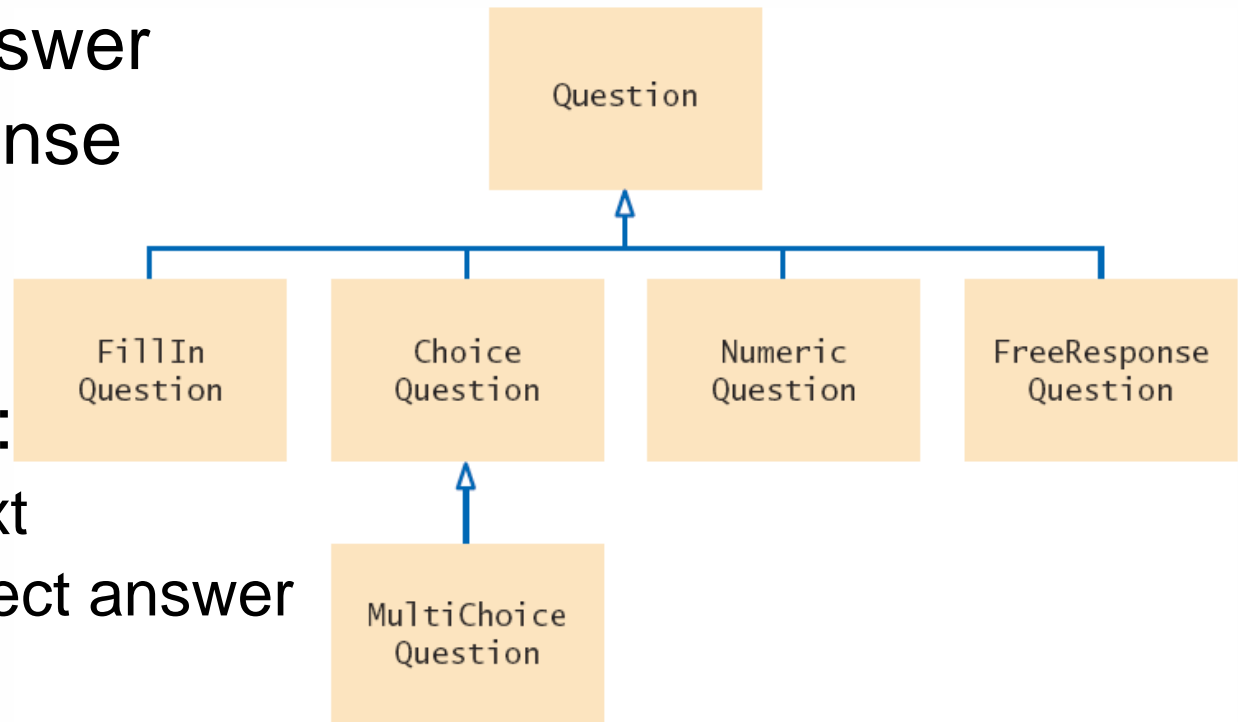 swer
nse
:
xt
ect answer
Question
FillIn
Question
Choice
Question
Numeric
Question
FreeResponse
Question
MultiChoice
Question